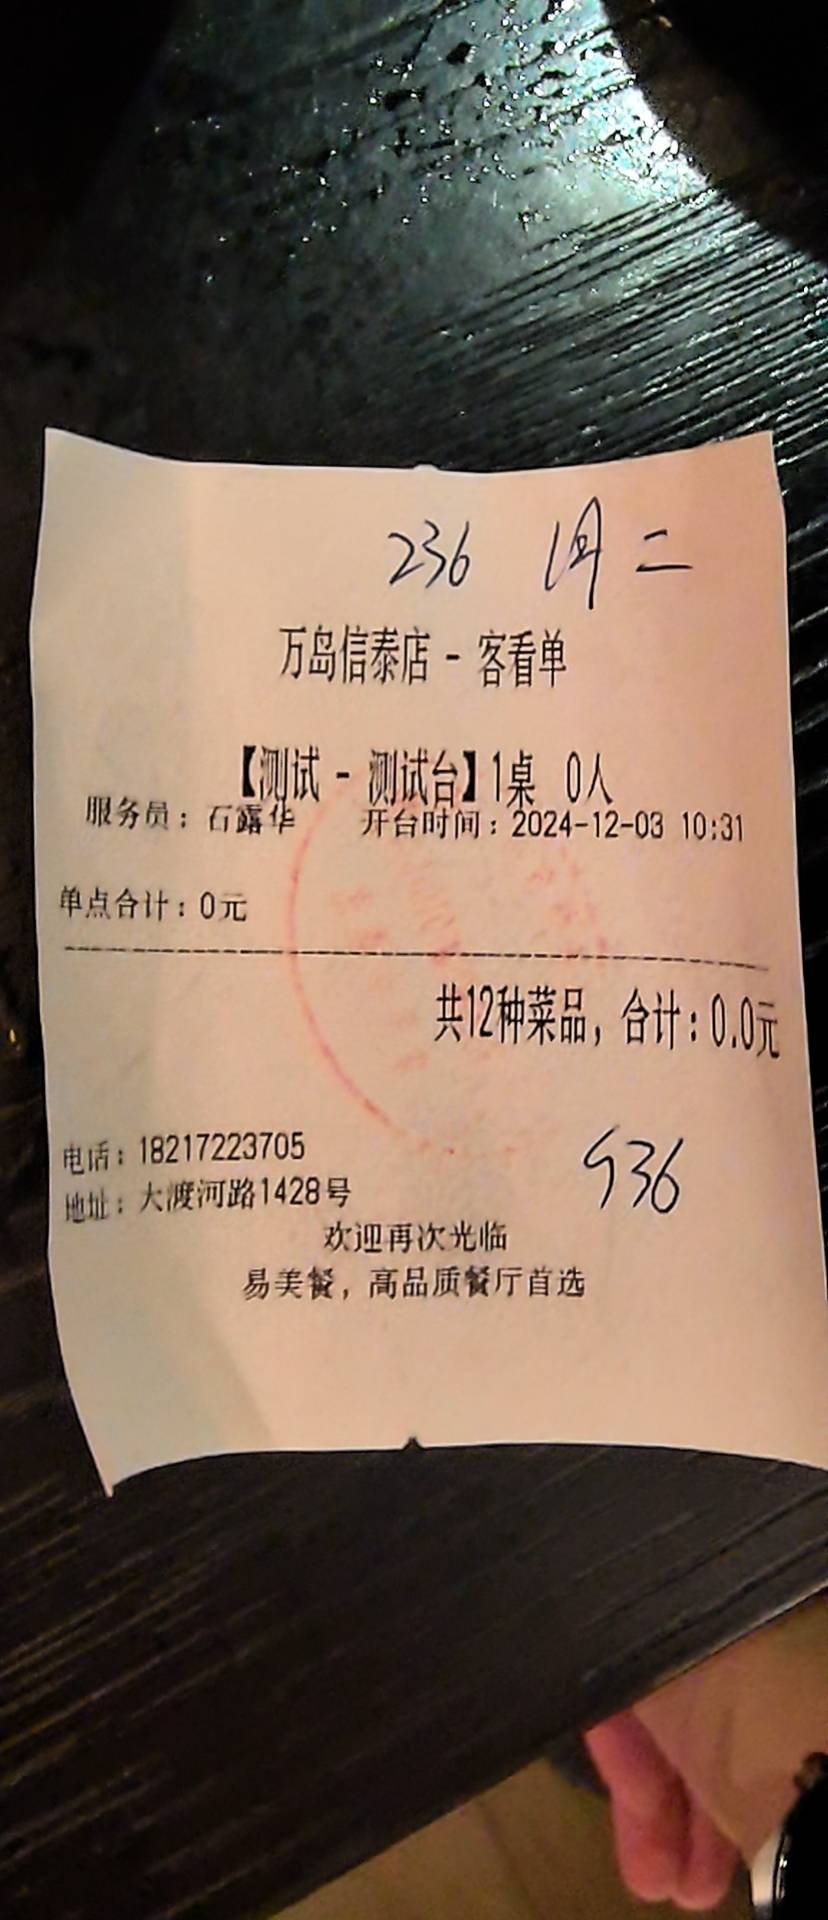 236 周二
万岛信泰店 - 客看单
【测试 - 测试台】1桌 0人
服务员：石露华 开台时间：2024-12-03 10:31
单点合计：0元
共12种菜品，合计：0.0元
电话：18217223705
地址：大渡河路1428号
936
欢迎再次光临
易美餐，高品质餐厅首选